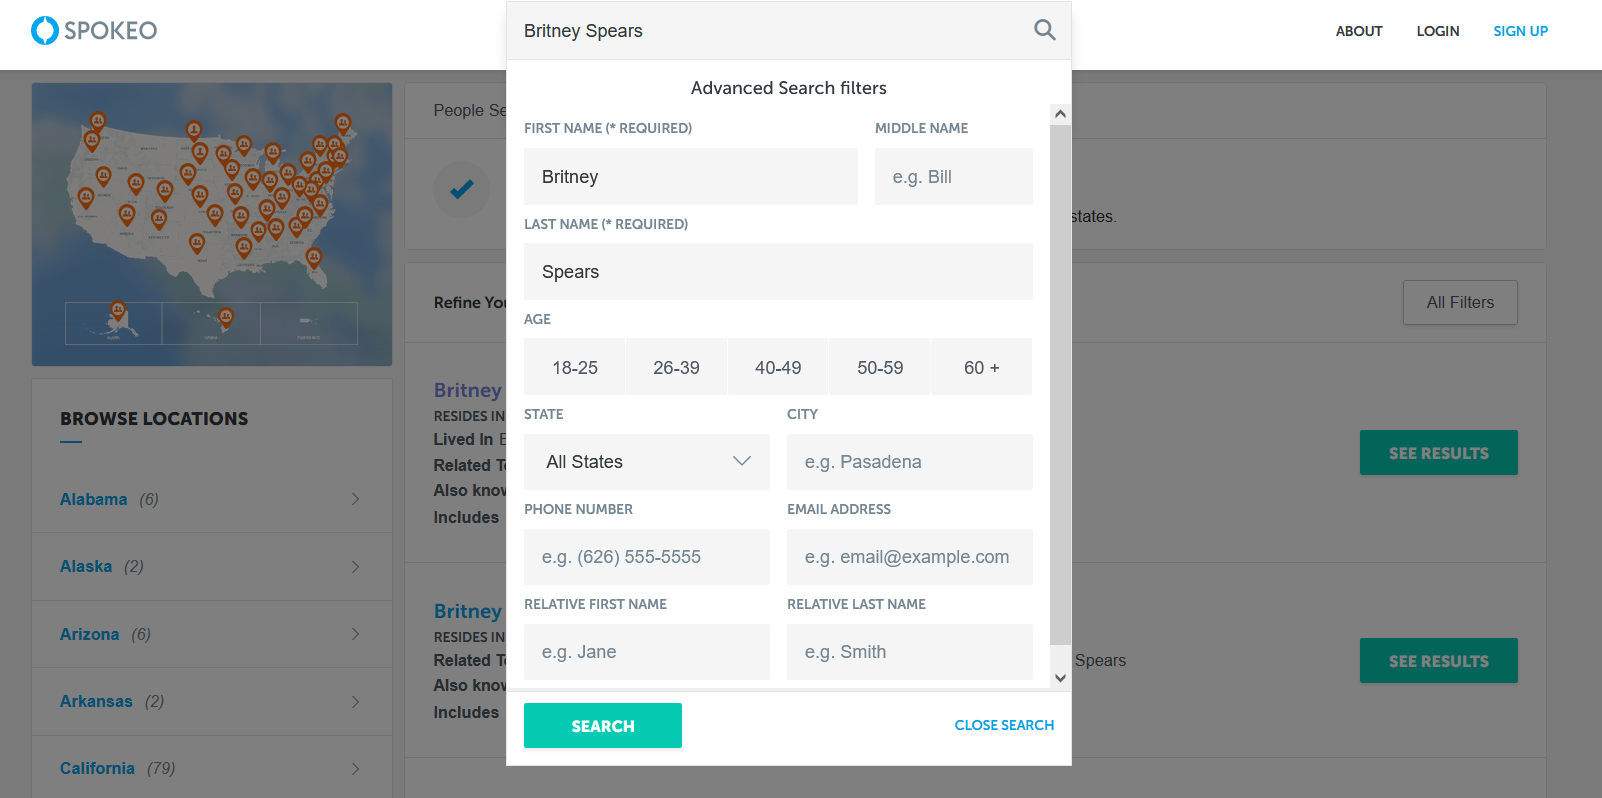 SPOKEO
Britney Spears
ABOUT
LOGIN
SIGN UP
People Se
states.
Refine You
All Filters
Advanced Search filters
FIRST NAME (* REQUIRED)
MIDDLE NAME
Britney
e.g. Bill
LAST NAME (* REQUIRED)
Spears
AGE
18-25
26-39
40-49
50-59
60 +
STATE
CITY
All States
e.g. Pasadena
PHONE NUMBER
EMAIL ADDRESS
e.g. (626) 555-5555
e.g. email@example.com
RELATIVE FIRST NAME
RELATIVE LAST NAME
e.g. Jane
e.g. Smith
SEARCH
CLOSE SEARCH
BROWSE LOCATIONS
Alabama (6)
Alaska (2)
Arizona (6)
Arkansas (2)
California (79)
Britney
RESIDES IN
Lived In
Related T
Also know
Includes
SEE RESULTS
Britney
RESIDES IN
Related T
Spears
Also know
Includes
SEE RESULTS